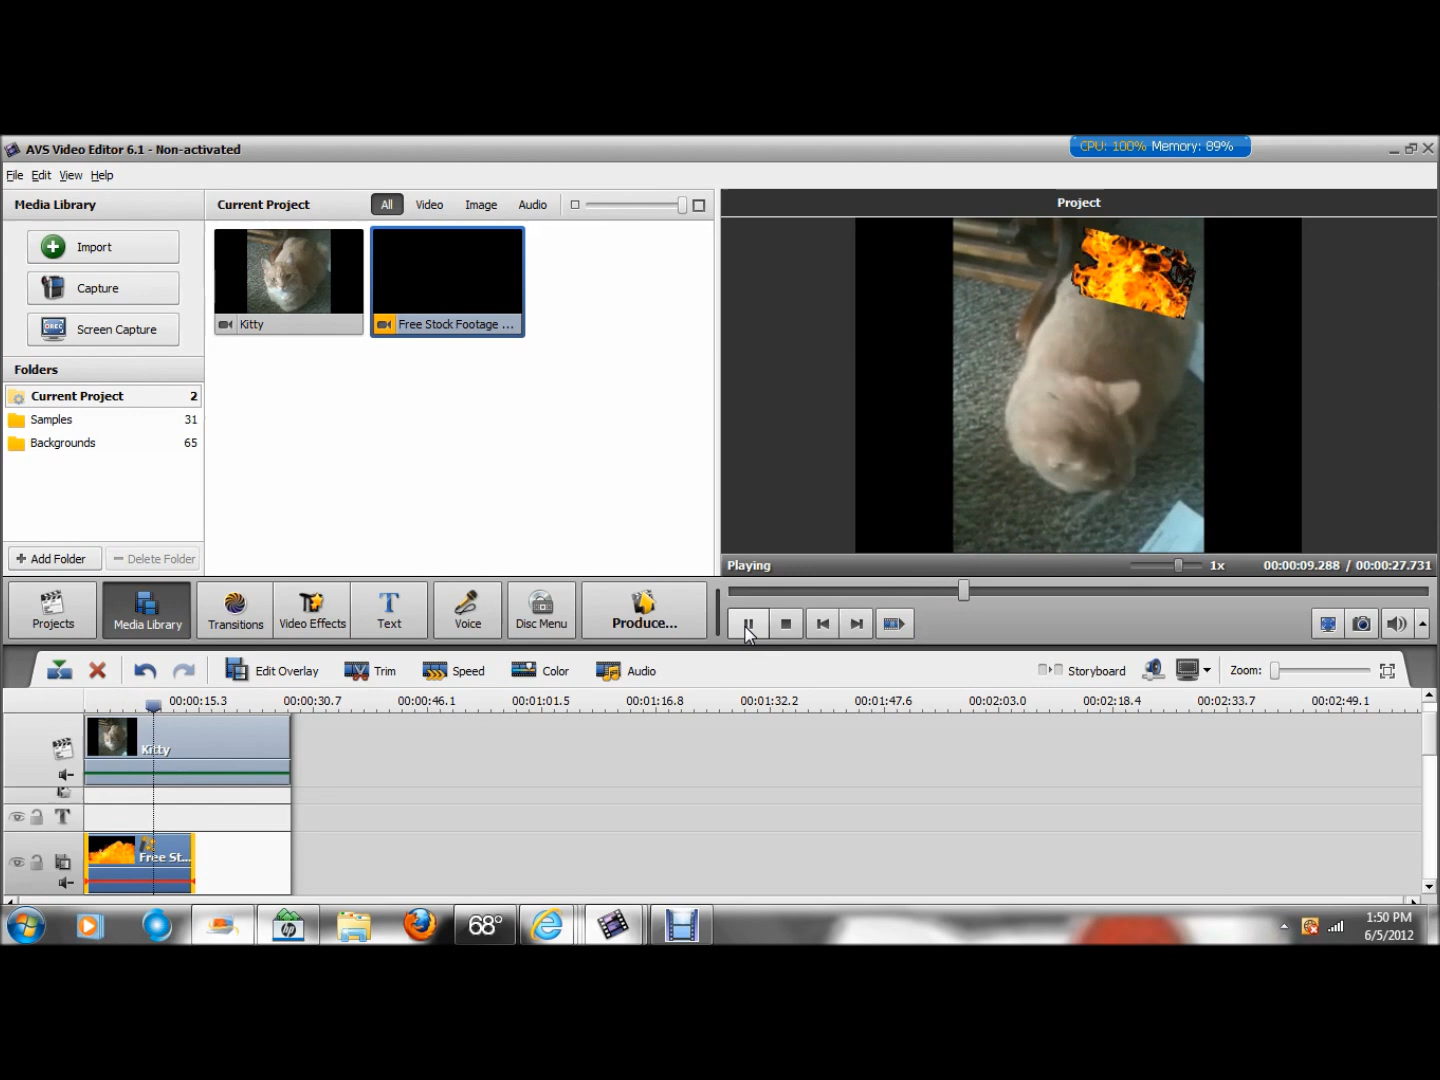 AVS Video Editor 6.1 - Non-activated
CPU: 100% Memory: 89%
File Edit View Help
Media Library
Current Project
All
Video
Image
Audio
Project
Import
Capture
Screen Capture
Kitty
Free Stock Footage ...
Folders
Current Project 2
Samples 31
Backgrounds 65
Add Folder
Delete Folder
Playing
1x
00:00:09.288 / 00:00:27.731
Projects
Media Library
Transitions
Video Effects
Text
Voice
Disc Menu
Produce...
Edit Overlay
Trim
Speed
Color
Audio
Storyboard
Zoom:
00:00:15.3 00:00:30.7 00:00:46.1 00:01:01.5 00:01:16.8 00:01:32.2 00:01:47.6 00:02:03.0 00:02:18.4 00:02:33.7 00:02:49.1
Kitty
T
Free St...
hp
68°
1:50 PM
6/5/2012